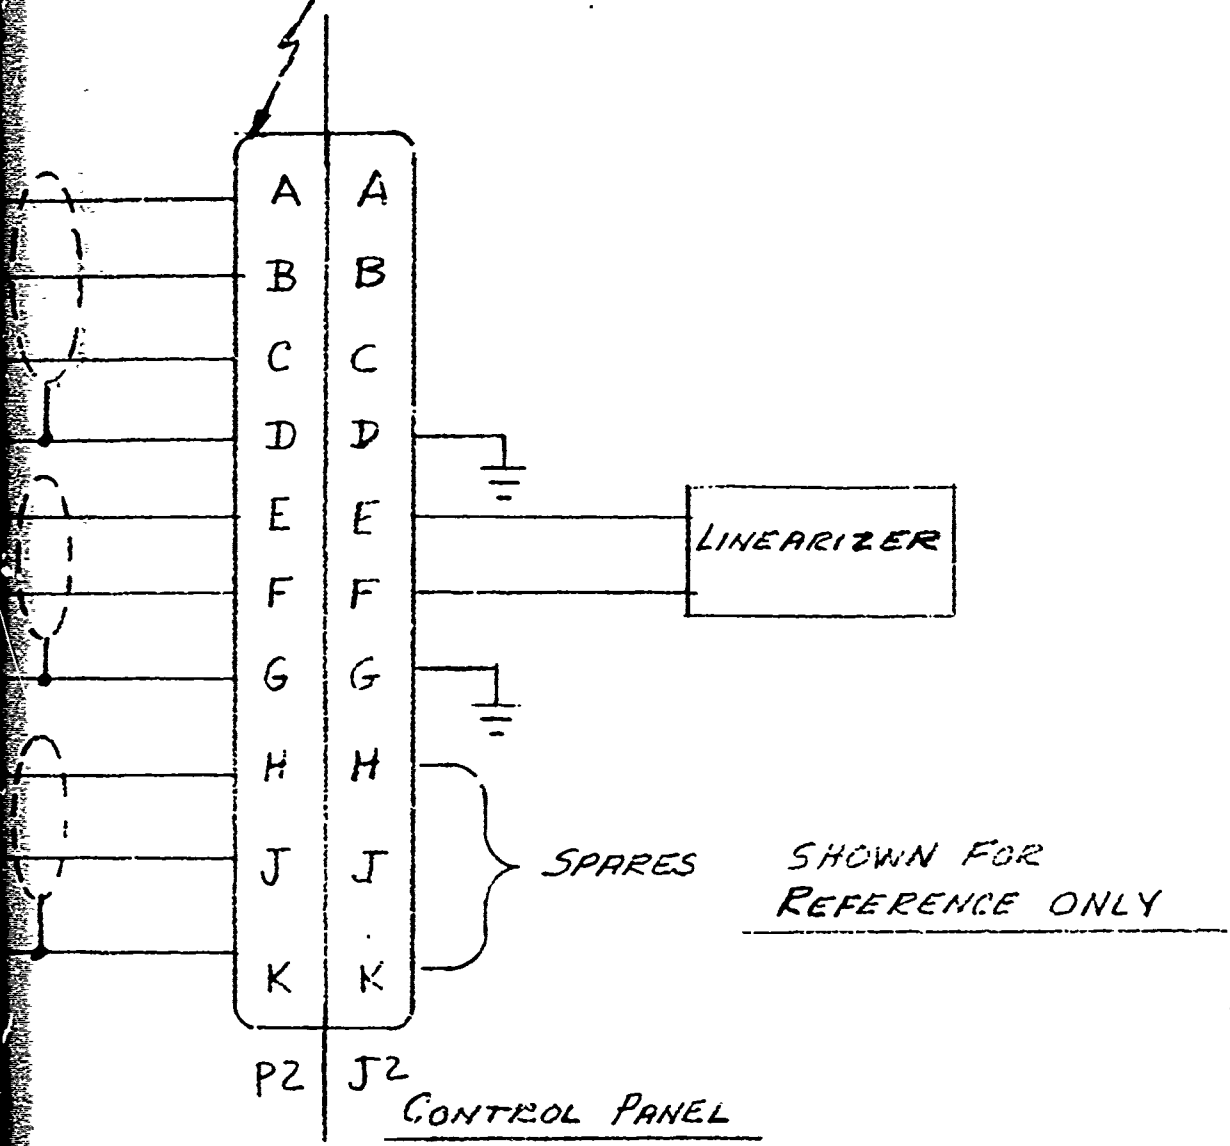 A A
B B
C C
D D
E E
LINEARIZER
F F
G G
H H
J J
SPARES
SHOWN FOR
REFERENCE ONLY
K K
P2 J2
CONTROL PANEL